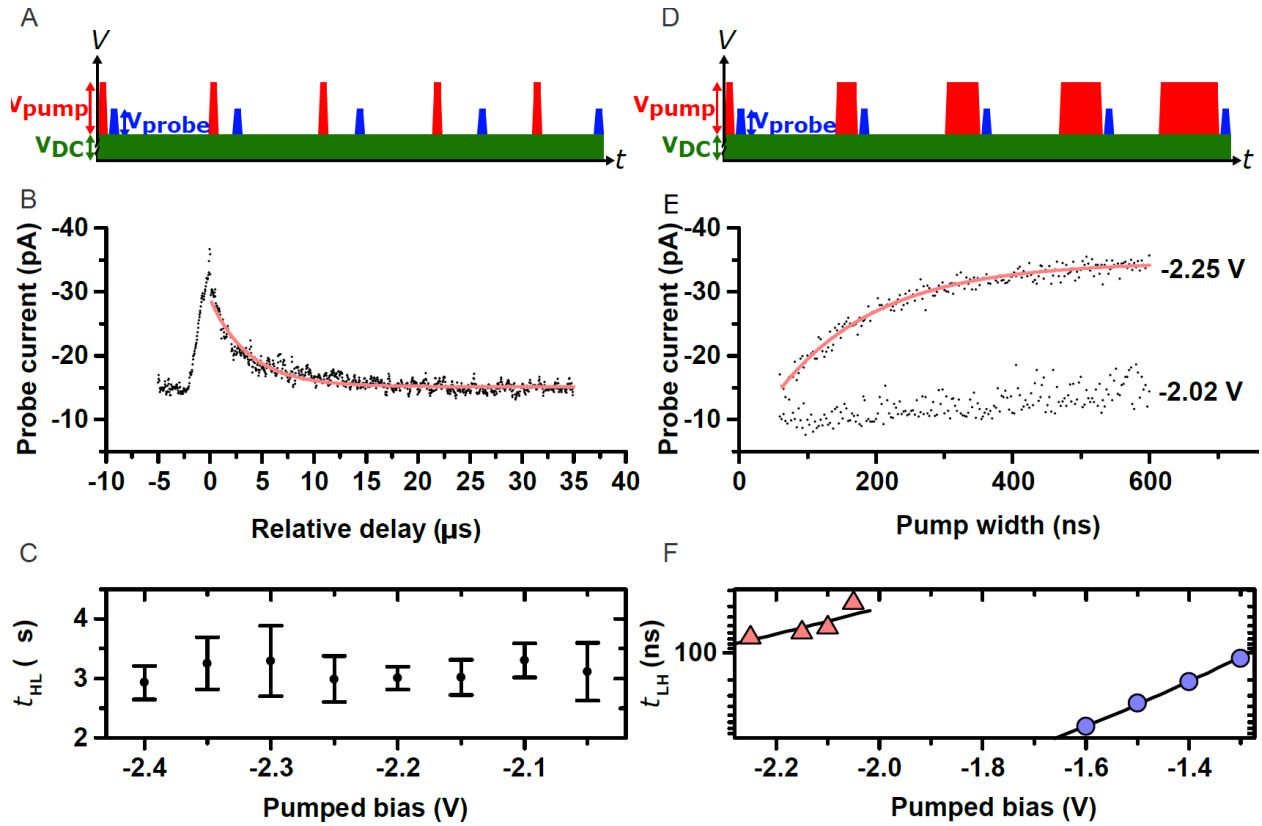 A
V
Vpump
Vprobe
VDC
t
D
V
Vpump
Vprobe
VDC
t
B
Probe current (pA)
-40
-30
-20
-10
-10 -5 0 5 10 15 20 25 30 35 40
Relative delay (µs)
E
Probe current (pA)
-40
-30
-20
-10
-2.25 V
-2.02 V
0 200 400 600
Pump width (ns)
C
tHL ( s)
4
3
2
-2.4 -2.3 -2.2 -2.1
Pumped bias (V)
F
tLH (ns)
100
-2.2 -2.0 -1.8 -1.6 -1.4
Pumped bias (V)